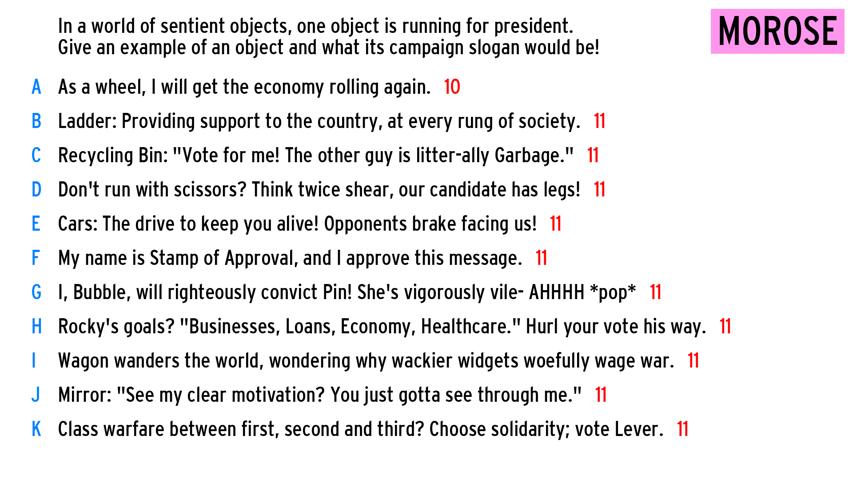 In a world of sentient objects, one object is running for president.
Give an example of an object and what its campaign slogan would be!
MOROSE
A As a wheel, I will get the economy rolling again. 10
B Ladder: Providing support to the country, at every rung of society. 11
C Recycling Bin: "Vote for me! The other guy is litter-ally Garbage." 11
D Don't run with scissors? Think twice shear, our candidate has legs! 11
E Cars: The drive to keep you alive! Opponents brake facing us! 11
F My name is Stamp of Approval, and I approve this message. 11
G I, Bubble, will righteously convict Pin! She's vigorously vile- AHHHH *pop* 11
H Rocky's goals? "Businesses, Loans, Economy, Healthcare." Hurl your vote his way. 11
I Wagon wanders the world, wondering why wackier widgets woefully wage war. 11
J Mirror: "See my clear motivation? You just gotta see through me." 11
K Class warfare between first, second and third? Choose solidarity; vote Lever. 11